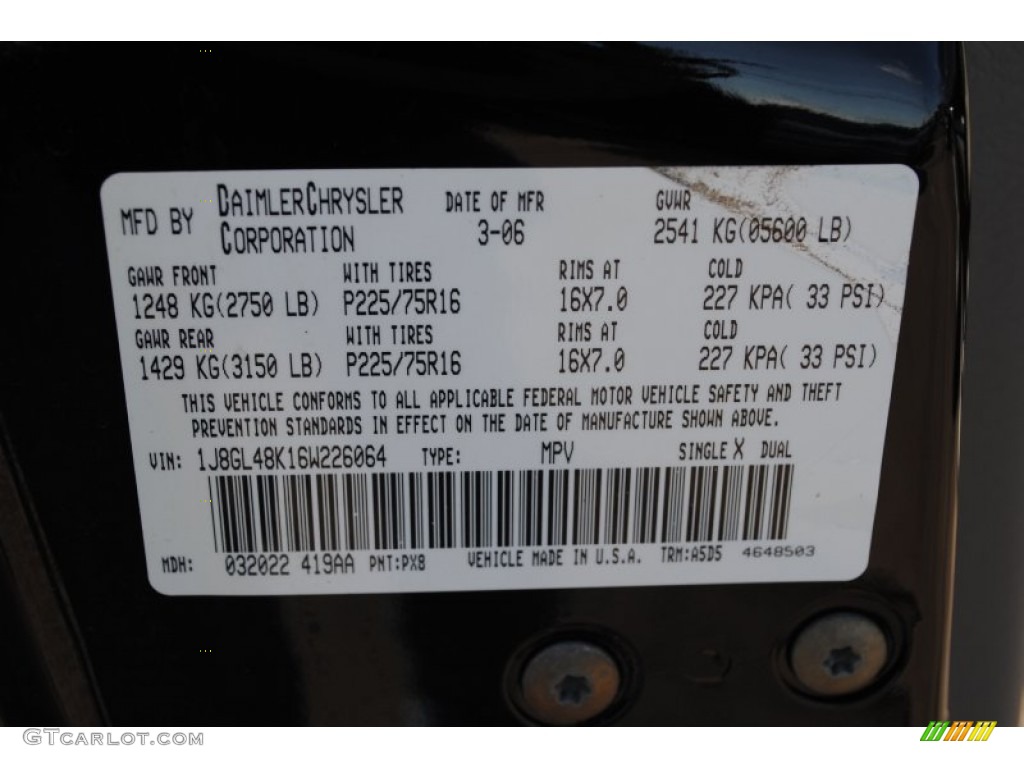 MFD BY DAIMLERCHRYSLER CORPORATION DATE OF MFR 3-06 GVWR 2541 KG(05600 LB)
GAWR FRONT WITH TIRES RIMS AT COLD
1248 KG(2750 LB) P225/75R16 16X7.0 227 KPA( 33 PSI)
GAWR REAR WITH TIRES RIMS AT COLD
1429 KG(3150 LB) P225/75R16 16X7.0 227 KPA( 33 PSI)
THIS VEHICLE CONFORMS TO ALL APPLICABLE FEDERAL MOTOR VEHICLE SAFETY AND THEFT
PREVENTION STANDARDS IN EFFECT ON THE DATE OF MANUFACTURE SHOWN ABOVE.
VIN: 1J8GL48K16W226064 TYPE: MPV SINGLE X DUAL
MDH: 032022 419AA PNT:PX8 VEHICLE MADE IN U.S.A. TRM:A5D5 4648503
GTCARLOT.COM